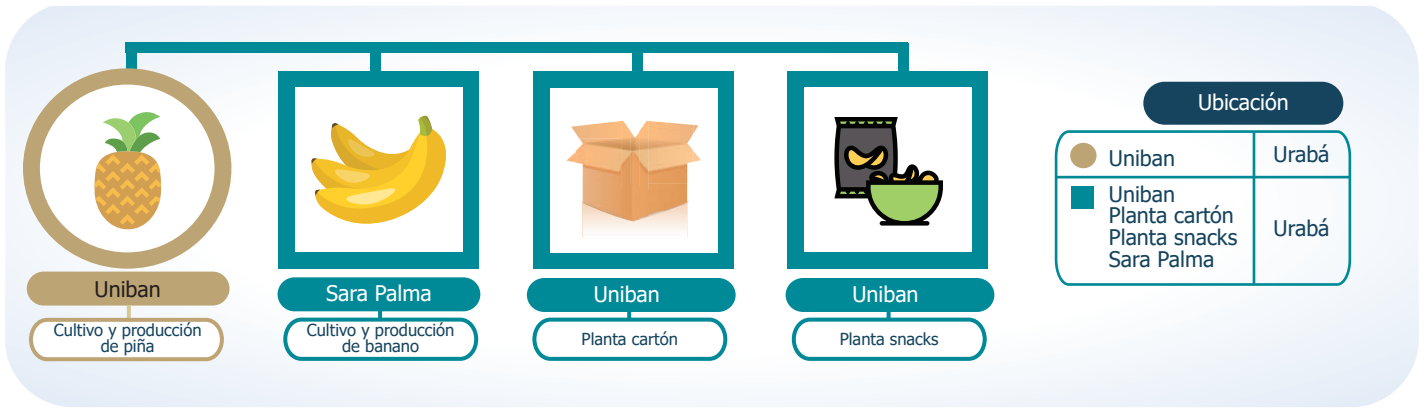 Uniban
Cultivo y producción
de piña
Sara Palma
Cultivo y producción
de banano
Uniban
Planta cartón
Uniban
Planta snacks
Ubicación
Uniban
Urabá
Uniban
Planta cartón
Planta snacks
Sara Palma
Urabá